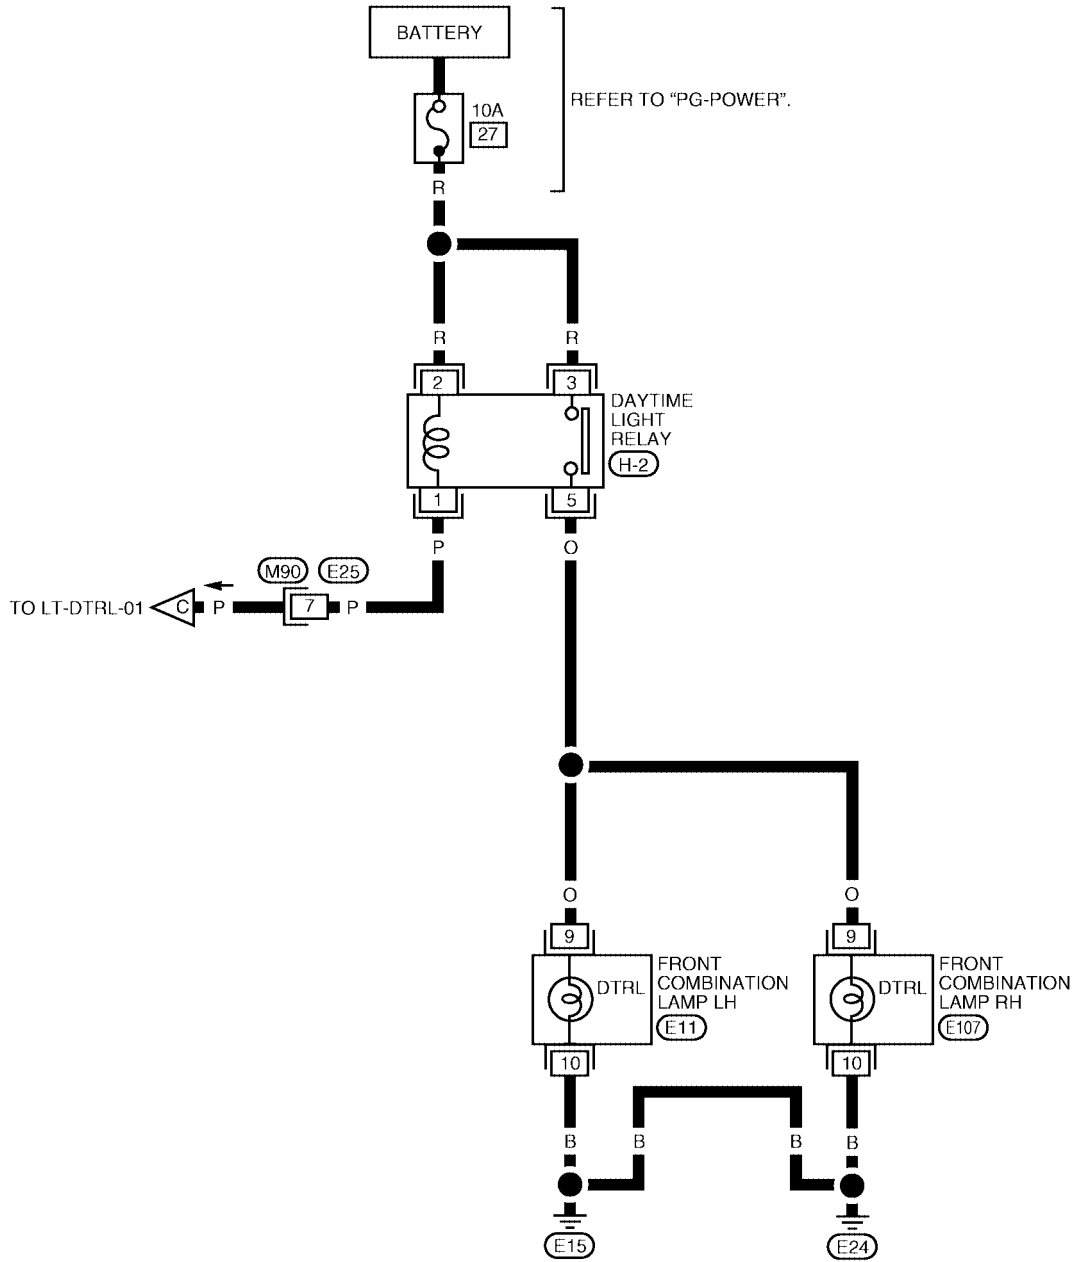 BATTERY
REFER TO “PG-POWER”.
10A
27
R
R
R
2
3
DAYTIME
LIGHT
RELAY
H-2
1
5
P
O
M90
E25
TO LT-DTRL-01
C
P
7
P
O
O
9
9
FRONT
COMBINATION
LAMP LH
E11
DTRL
FRONT
COMBINATION
LAMP RH
E107
DTRL
10
10
B
B
B
B
E15
E24